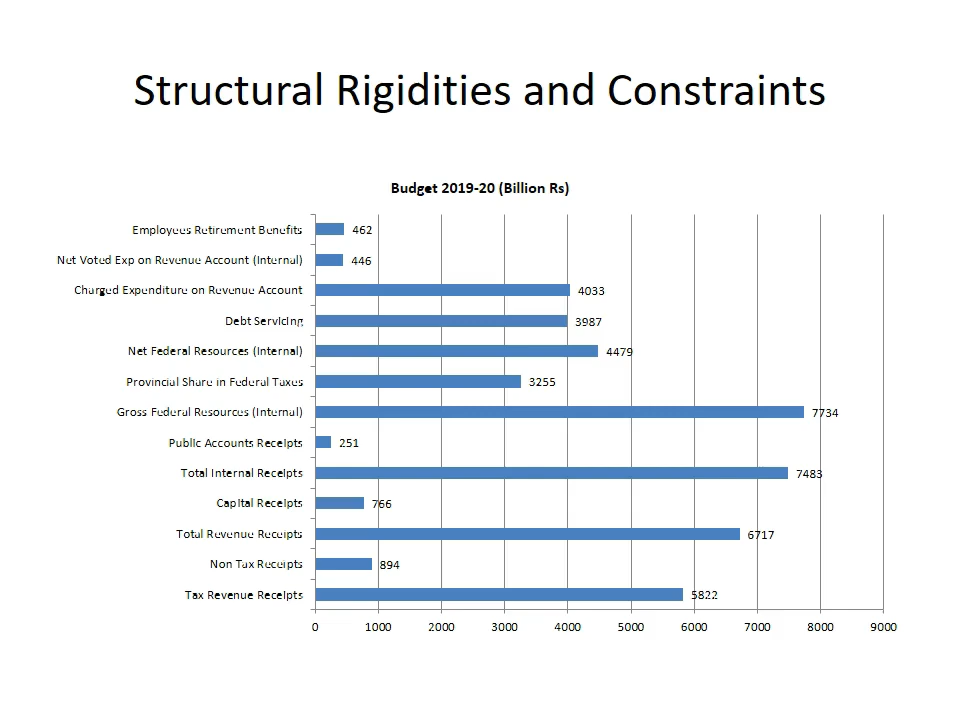 Structural Rigidities and Constraints
Budget 2019-20 (Billion Rs)
Employees Retirement Benefits 462
Net Voted Exp on Revenue Account (Internal) 446
Charged Expenditure on Revenue Account 4033
Debt Servicing 3987
Net Federal Resources (Internal) 4479
Provincial Share in Federal Taxes 3255
Gross Federal Resources (Internal) 7734
Public Accounts Receipts 251
Total Internal Receipts 7483
Capital Receipts 766
Total Revenue Receipts 6717
Non Tax Receipts 894
Tax Revenue Receipts 5822
0 1000 2000 3000 4000 5000 6000 7000 8000 9000